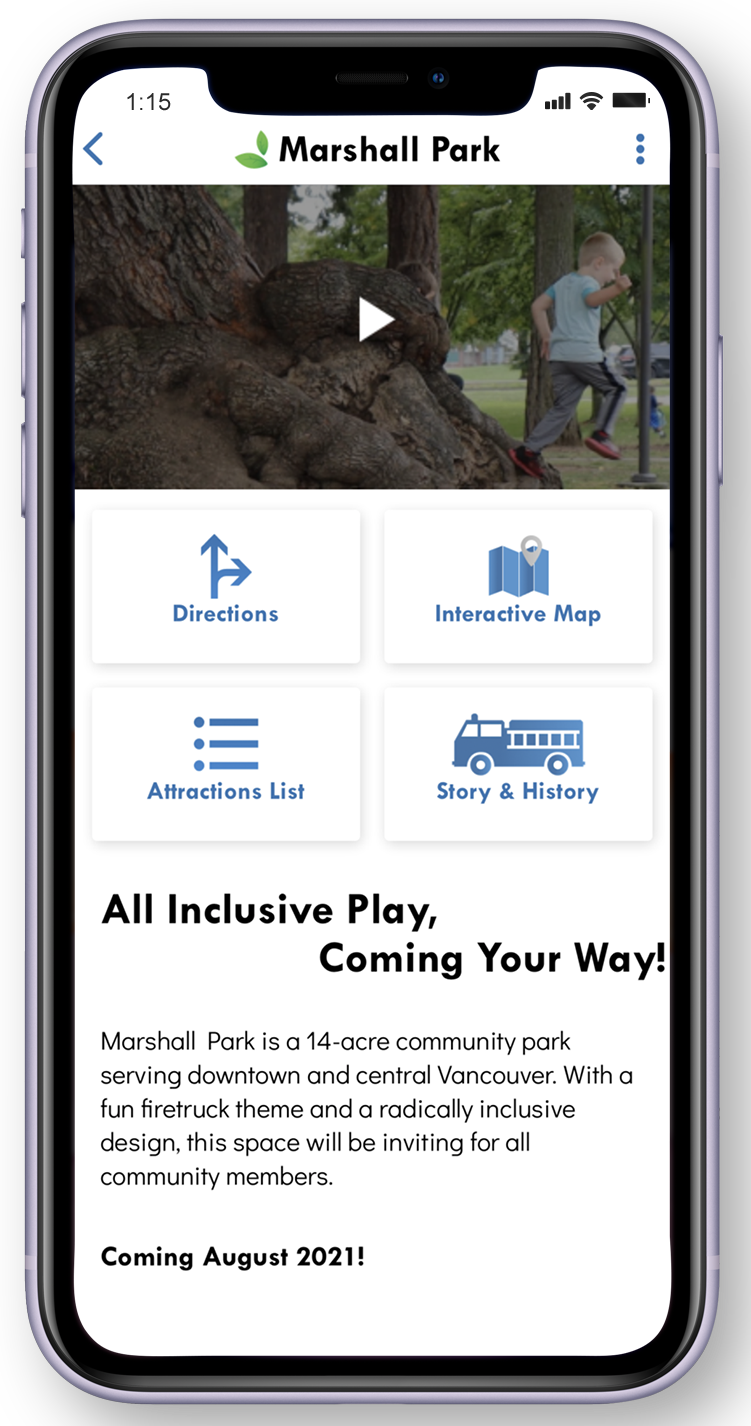 1:15
Marshall Park
Directions
Interactive Map
Attractions List
Story & History
All Inclusive Play,
Coming Your Way!
Marshall Park is a 14-acre community park
serving downtown and central Vancouver. With a
fun firetruck theme and a radically inclusive
design, this space will be inviting for all
community members.
Coming August 2021!